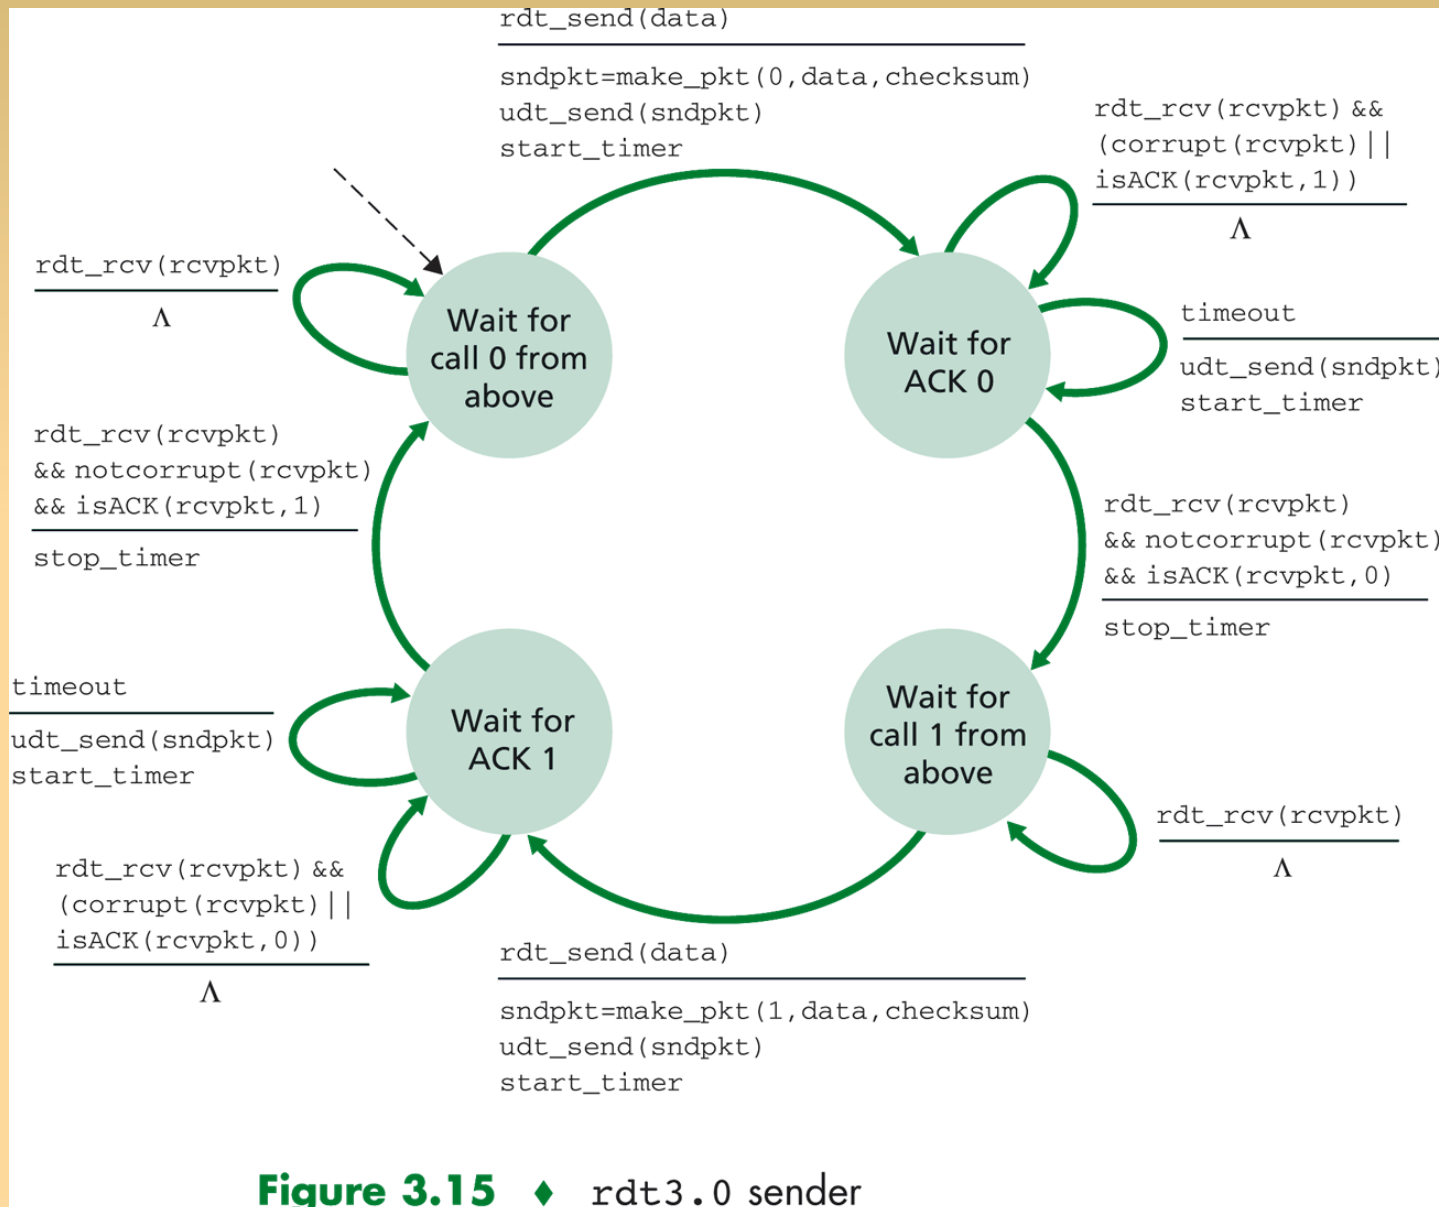 rdt_send(data)
sndpkt=make_pkt(0,data,checksum)
udt_send(sndpkt)
start_timer
rdt_rcv(rcvpkt) &&
(corrupt(rcvpkt)||
isACK(rcvpkt,1))
Λ
rdt_rcv(rcvpkt)
Λ
Wait for
call 0 from
above
Wait for
ACK 0
timeout
udt_send(sndpkt)
start_timer
rdt_rcv(rcvpkt)
&& notcorrupt(rcvpkt)
&& isACK(rcvpkt,1)
stop_timer
rdt_rcv(rcvpkt)
&& notcorrupt(rcvpkt)
&& isACK(rcvpkt,0)
stop_timer
timeout
udt_send(sndpkt)
start_timer
Wait for
ACK 1
Wait for
call 1 from
above
rdt_rcv(rcvpkt)
Λ
rdt_rcv(rcvpkt) &&
(corrupt(rcvpkt)||
isACK(rcvpkt,0))
Λ
rdt_send(data)
sndpkt=make_pkt(1,data,checksum)
udt_send(sndpkt)
start_timer
Figure 3.15 ♦ rdt3.0 sender